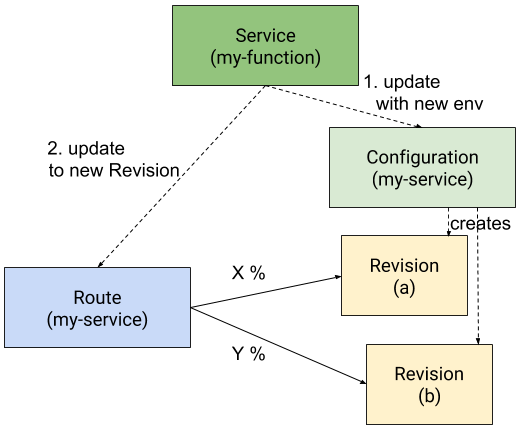 Service
(my-function)
1. update
with new env
2. update
to new Revision
Configuration
(my-service)
creates
Revision
(a)
X %
Route
(my-service)
Y %
Revision
(b)